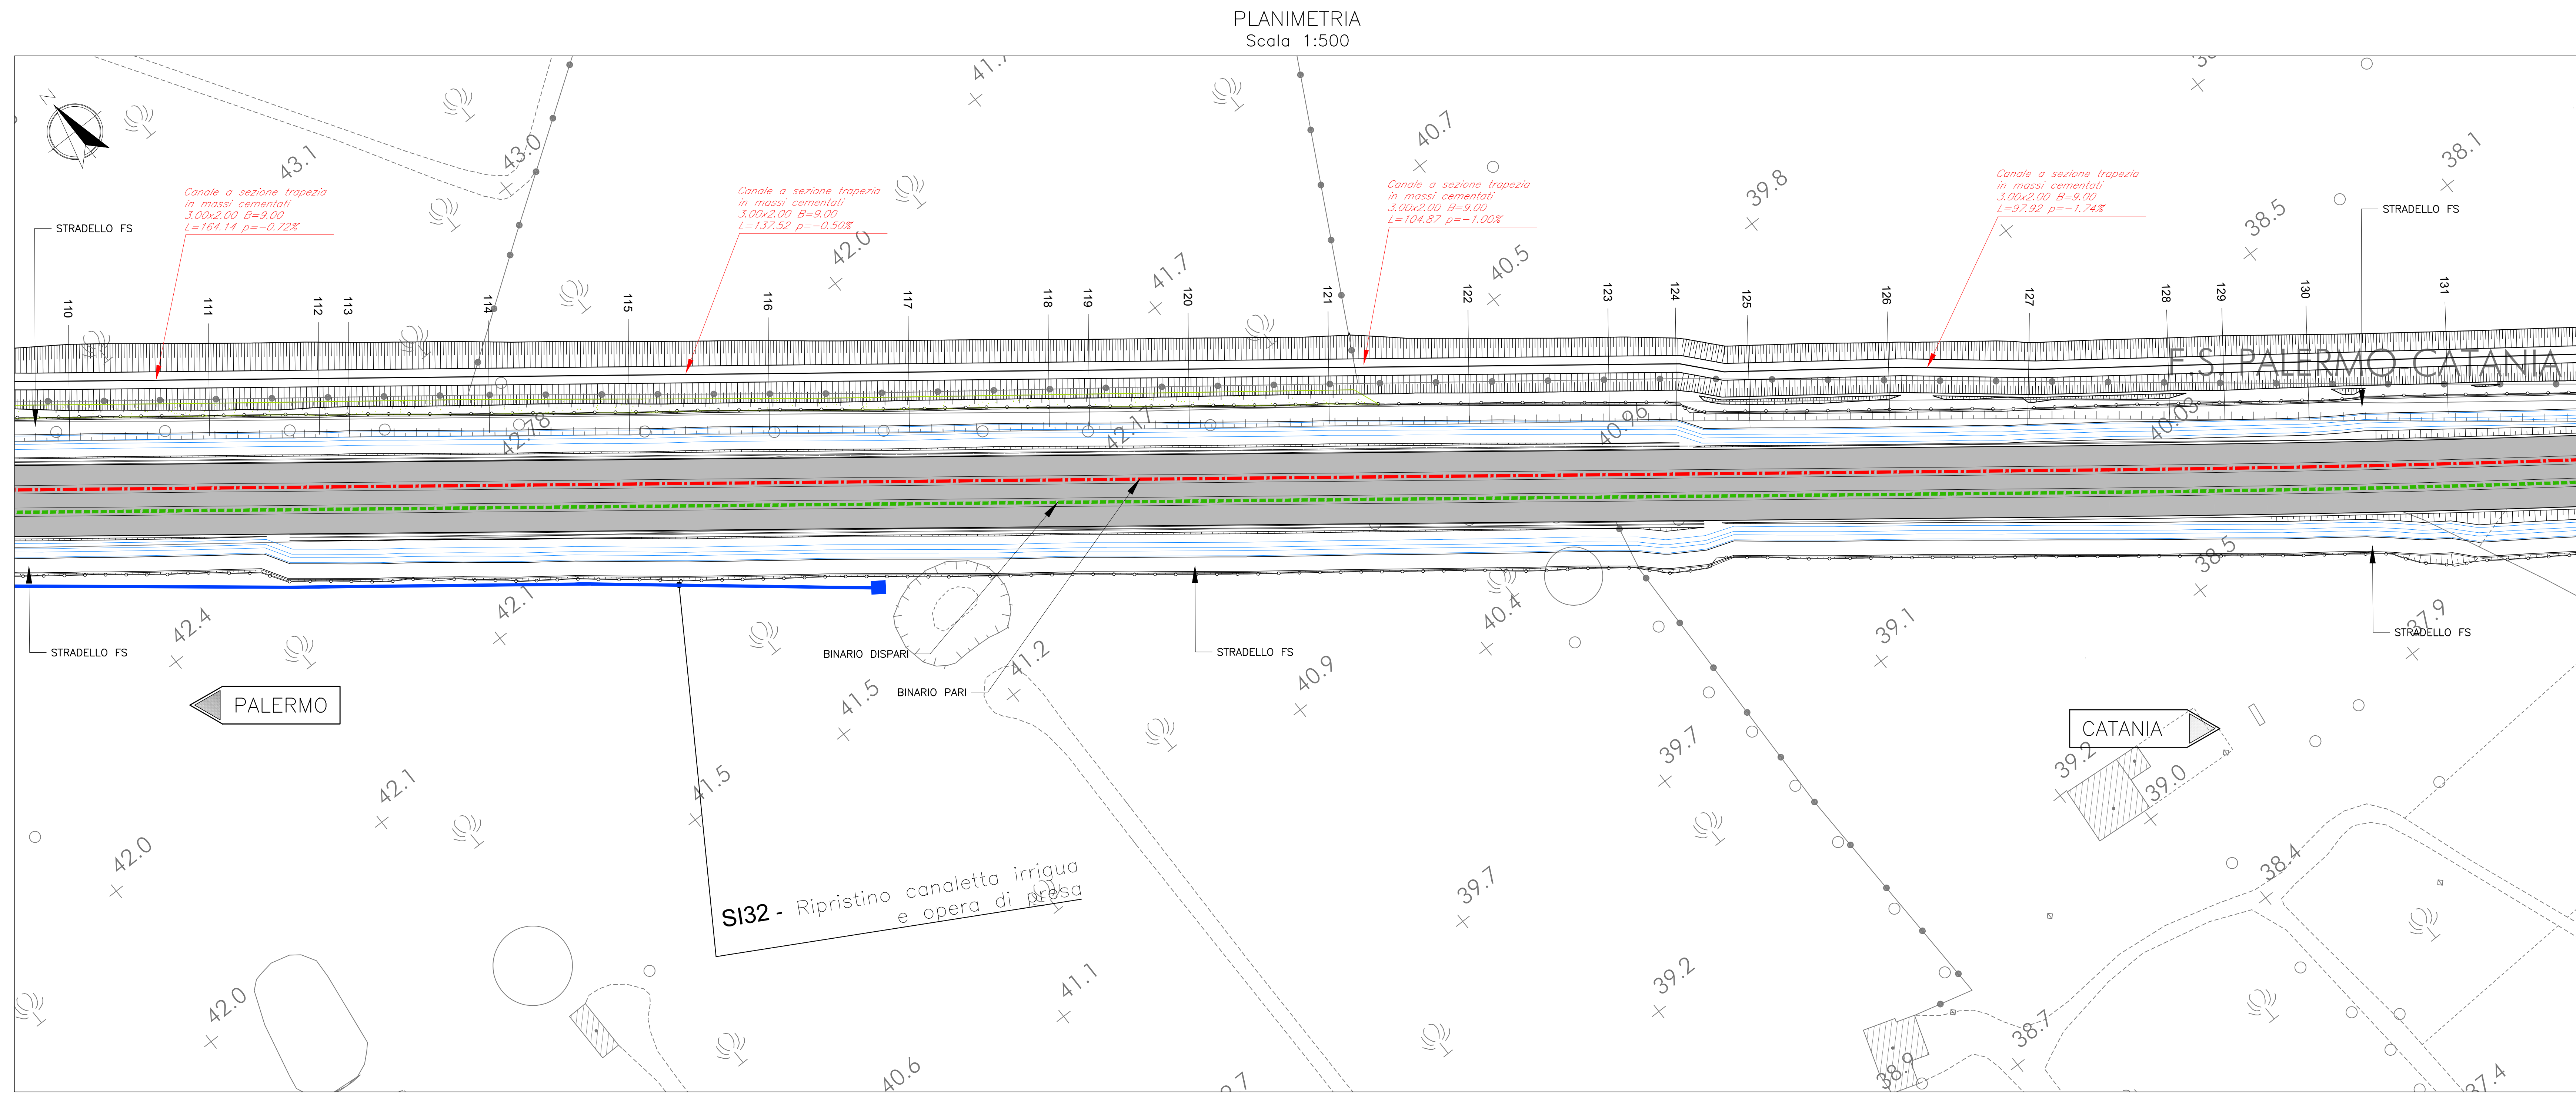 PLANIMETRIA
Scala 1:500
N
43.1
43.0
40.7
39.8
38.1
38.5
42.0
41.7
40.5
Canale a sezione trapezia
in massi cementati
3.00x2.00 B=9.00
L=164.14 p=-0.72%
Canale a sezione trapezia
in massi cementati
3.00x2.00 B=9.00
L=137.52 p=-0.50%
Canale a sezione trapezia
in massi cementati
3.00x2.00 B=9.00
L=104.87 p=-1.00%
Canale a sezione trapezia
in massi cementati
3.00x2.00 B=9.00
L=97.92 p=-1.74%
STRADELLO FS
STRADELLO FS
110
111
112
113
114
115
116
117
118
119
120
121
122
123
124
125
126
127
128
129
130
131
F.S. PALERMO-CATANIA
42.78
42.17
40.96
40.03
42.4
42.1
40.4
39.1
38.5
37.9
STRADELLO FS
BINARIO DISPARI
STRADELLO FS
STRADELLO FS
BINARIO PARI
41.2
41.5
40.9
PALERMO
CATANIA
39.7
39.2
39.0
42.1
41.5
42.0
38.4
39.7
SI32 - Ripristino canaletta irrigua
e opera di presa
42.0
41.1
39.2
38.7
40.6
38.9
37.4